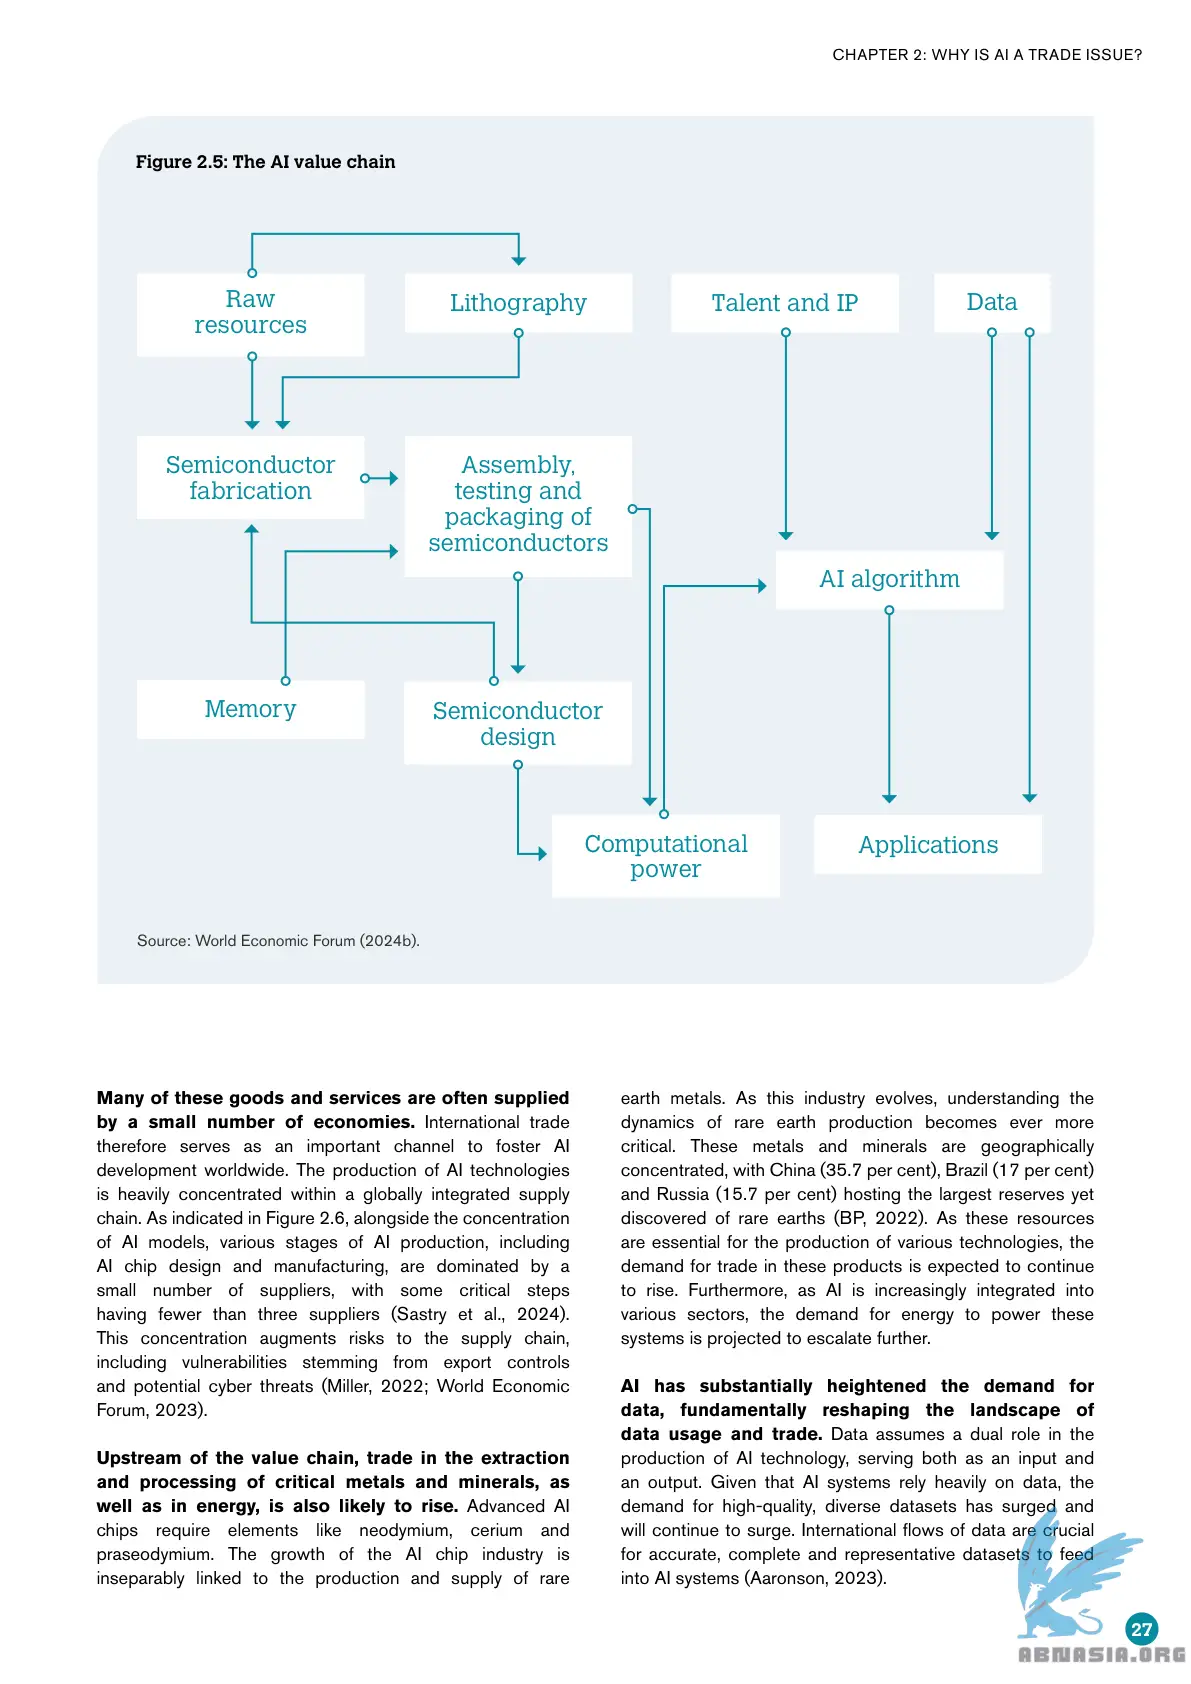 CHAPTER 2: WHY IS AI A TRADE ISSUE?
Figure 2.5: The AI value chain
Raw
resources
Lithography
Talent and IP
Data
Semiconductor
fabrication
Assembly,
testing and
packaging of
semiconductors
AI algorithm
Memory
Semiconductor
design
Computational
power
Applications
Source: World Economic Forum (2024b).
Many of these goods and services are often supplied
by a small number of economies. International trade
therefore serves as an important channel to foster AI
development worldwide. The production of AI technologies
is heavily concentrated within a globally integrated supply
chain. As indicated in Figure 2.6, alongside the concentration
of AI models, various stages of AI production, including
AI chip design and manufacturing, are dominated by a
small number of suppliers, with some critical steps
having fewer than three suppliers (Sastry et al., 2024).
This concentration augments risks to the supply chain,
including vulnerabilities stemming from export controls
and potential cyber threats (Miller, 2022; World Economic
Forum, 2023).
Upstream of the value chain, trade in the extraction
and processing of critical metals and minerals, as
well as in energy, is also likely to rise. Advanced AI
chips require elements like neodymium, cerium and
praseodymium. The growth of the AI chip industry is
inseparably linked to the production and supply of rare
earth metals. As this industry evolves, understanding the
dynamics of rare earth production becomes ever more
critical. These metals and minerals are geographically
concentrated, with China (35.7 per cent), Brazil (17 per cent)
and Russia (15.7 per cent) hosting the largest reserves yet
discovered of rare earths (BP, 2022). As these resources
are essential for the production of various technologies, the
demand for trade in these products is expected to continue
to rise. Furthermore, as AI is increasingly integrated into
various sectors, the demand for energy to power these
systems is projected to escalate further.
AI has substantially heightened the demand for
data, fundamentally reshaping the landscape of
data usage and trade. Data assumes a dual role in the
production of AI technology, serving both as an input and
an output. Given that AI systems rely heavily on data, the
demand for high-quality, diverse datasets has surged and
will continue to surge. International flows of data are crucial
for accurate, complete and representative datasets to feed
into AI systems (Aaronson, 2023).
27
ABNASIA.ORG